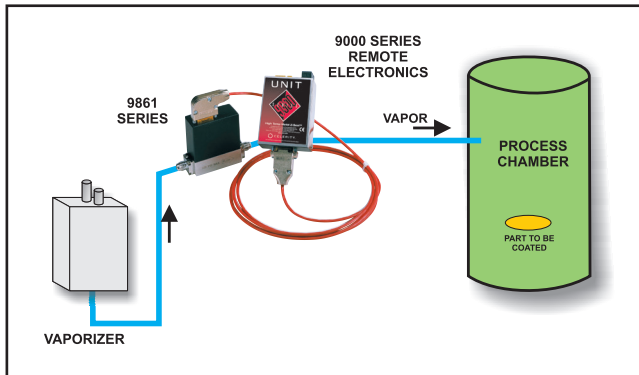 9000 SERIES
REMOTE
ELECTRONICS
9861
SERIES
UNIT
VAPOR
PROCESS
CHAMBER
PART TO BE
COATED
VAPORIZER